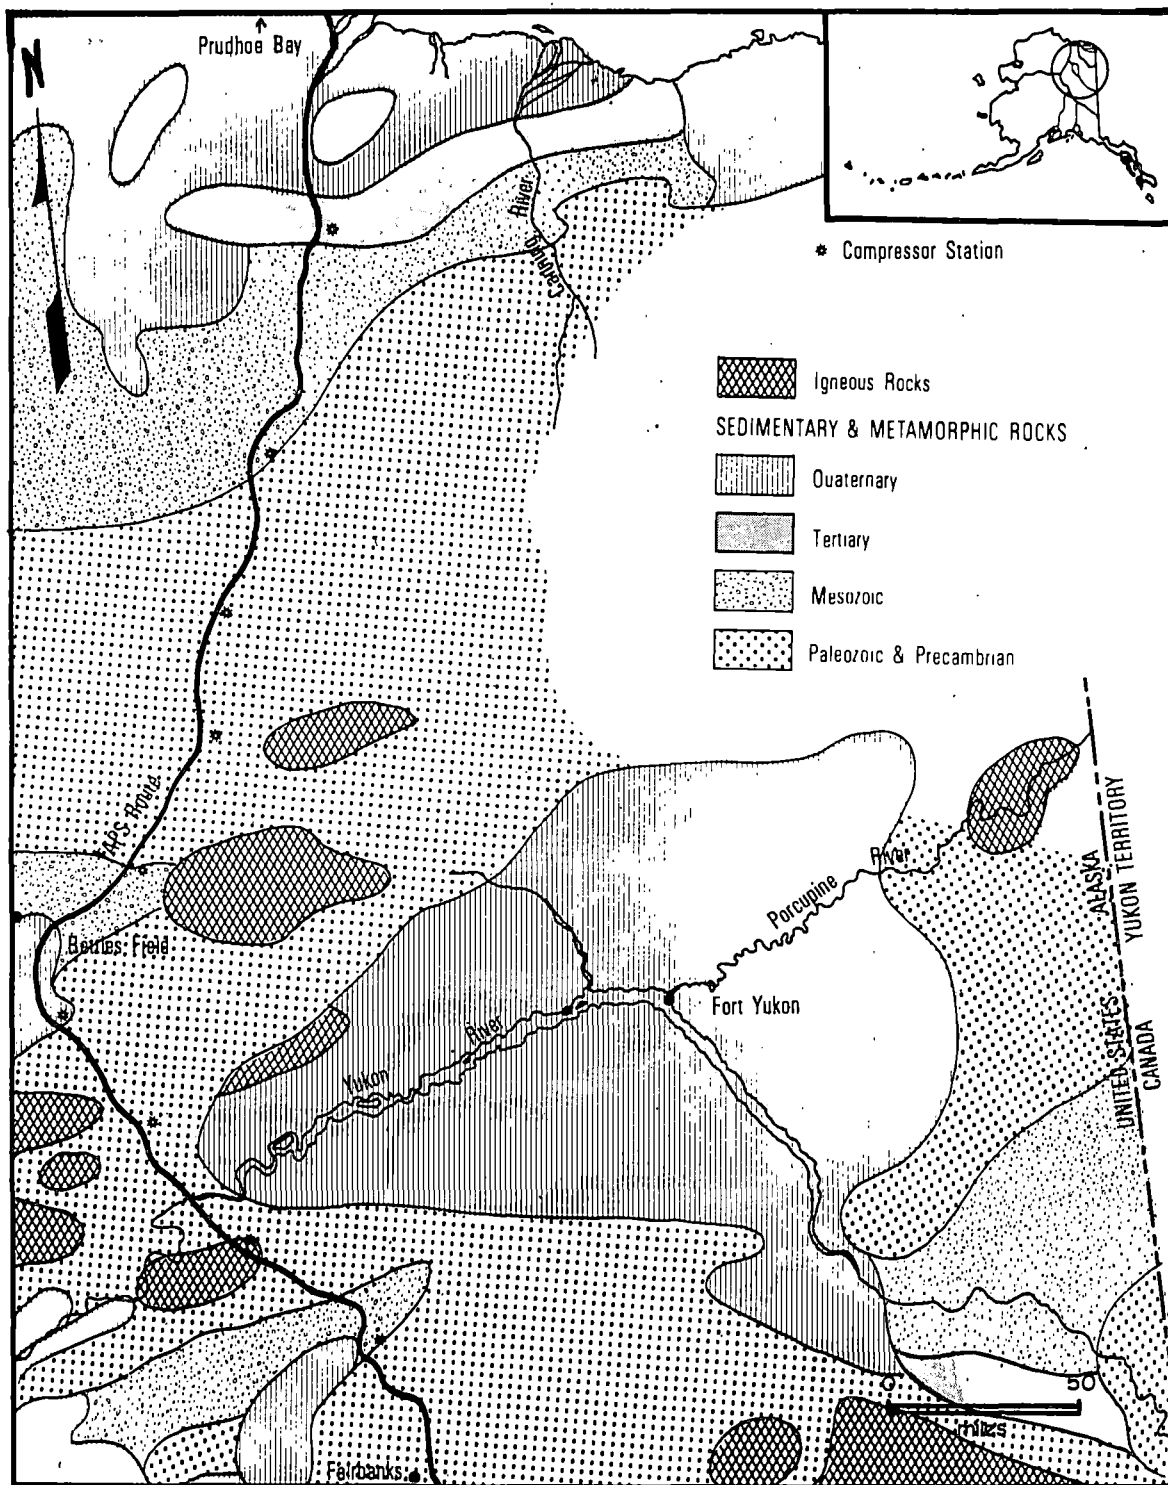 Prudhoe Bay
N
River
Canning
Compressor Station
Igneous Rocks
SEDIMENTARY & METAMORPHIC ROCKS
Quaternary
Tertiary
Mesozoic
Paleozoic & Precambrian
TAPS Route
ALASKA
YUKON TERRITORY
River
Porcupine
Bettles Field
Fort Yukon
River
Yukon
UNITED STATES
CANADA
0 50
miles
Fairbanks